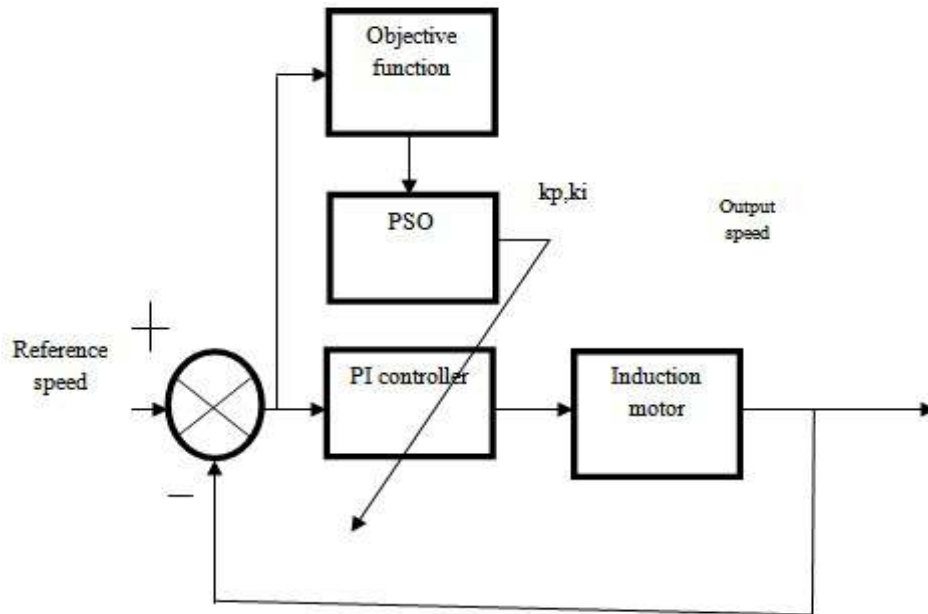 Objective
function
PSO
kp,ki
Output
speed
+
Reference
speed
PI controller
Induction
motor
—